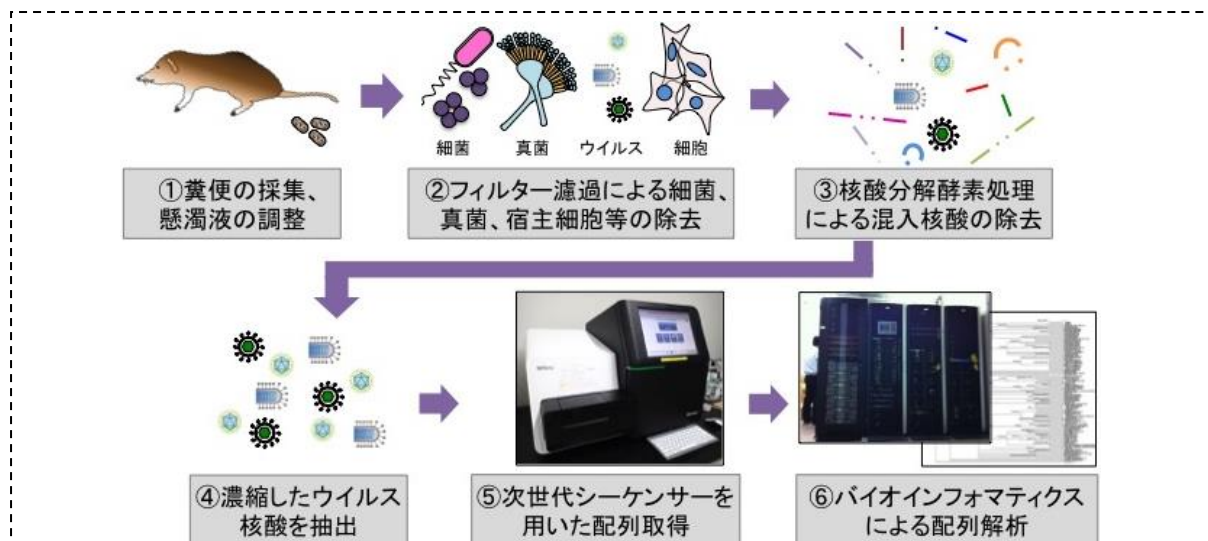 細菌
真菌
ウイルス
細胞
①糞便の採集、
懸濁液の調整
②フィルター濾過による細菌、
真菌、宿主細胞等の除去
③核酸分解酵素処理
による混入核酸の除去
④濃縮したウイルス
核酸を抽出
⑤次世代シーケンサーを
用いた配列取得
⑥バイオインフォマティクス
による配列解析